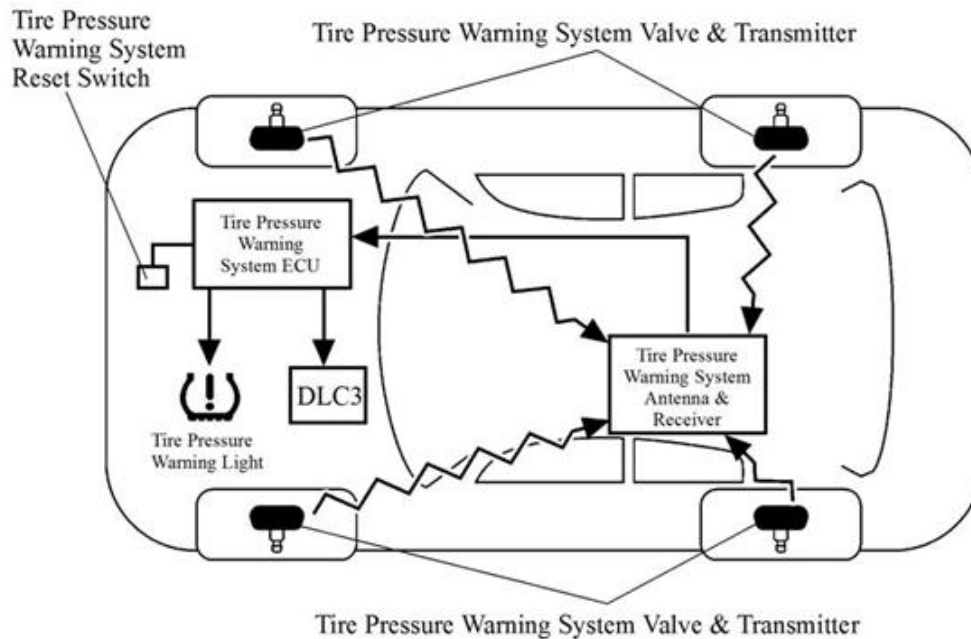 Tire Pressure
Warning System
Reset Switch
Tire Pressure Warning System Valve & Transmitter
Tire Pressure
Warning
System ECU
Tire Pressure
Warning System
Antenna &
Receiver
DLC3
Tire Pressure
Warning Light
Tire Pressure Warning System Valve & Transmitter